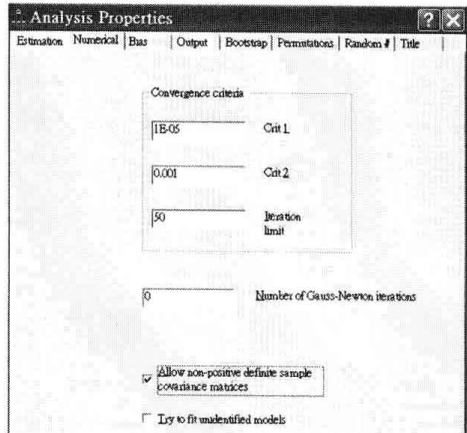 Analysis Properties
Estimation Numerical Bias Output Bootstrap Permutations Random # Title
Convergence criteria
1E-05 Crit 1
0.001 Crit 2
50 Iteration
limit
0 Number of Gauss-Newton iterations
Allow non-positive definite sample
covariance matrices
Try to fit unidentified models